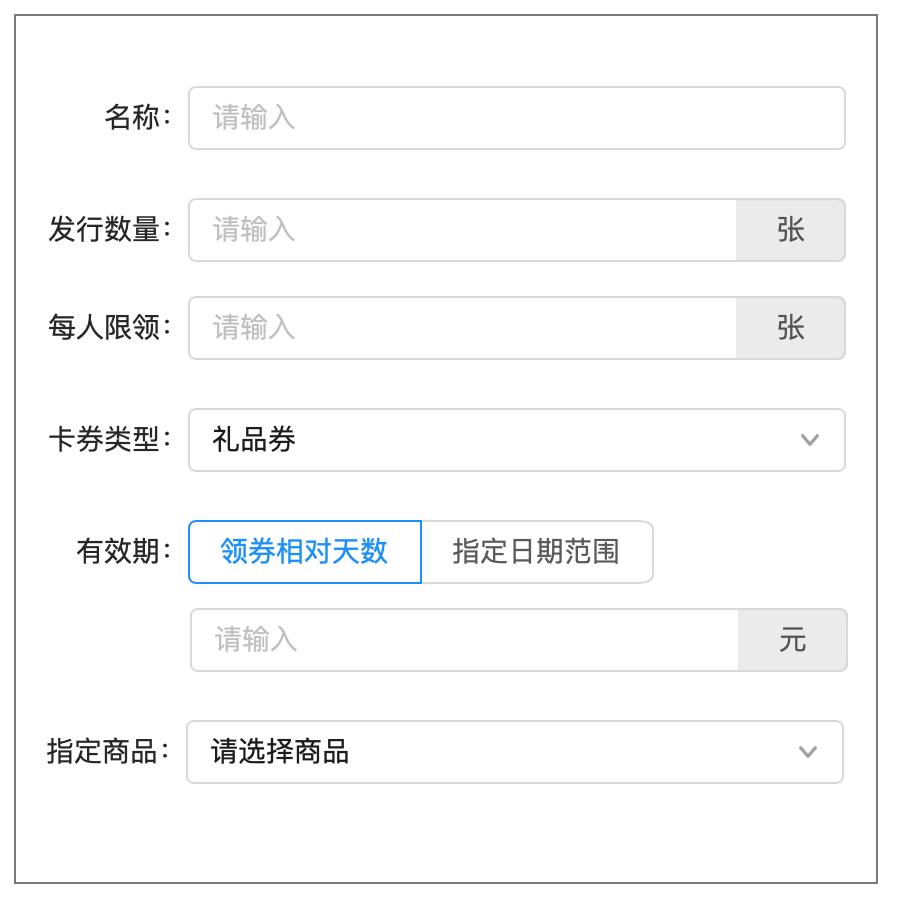 名称： 请输入
发行数量： 请输入 张
每人限领： 请输入 张
卡券类型： 礼品券
有效期： 领券相对天数 指定日期范围
请输入 元
指定商品： 请选择商品